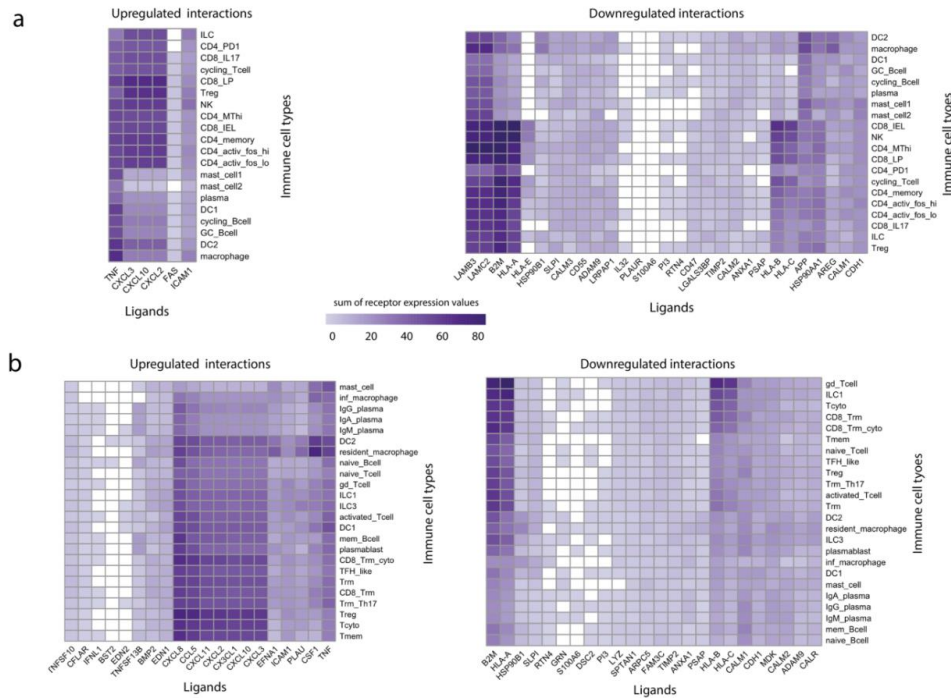 a
Upregulated interactions
ILC
CD4_PD1
CD8_IL17
cycling_Tcell
CD8_LP
Treg
NK
CD4_MThi
CD8_IEL
CD4_memory
CD4_activ_fos_hi
CD4_activ_fos_lo
mast_cell1
mast_cell2
plasma
DC1
cycling_Bcell
GC_Bcell
DC2
macrophage
Immune cell types
TNF
CXCL3
CXCL10
CXCL2
FAS
ICAM1
Ligands
Downregulated interactions
DC2
macrophage
DC1
GC_Bcell
cycling_Bcell
plasma
mast_cell1
mast_cell2
CD8_IEL
NK
CD4_MThi
CD8_LP
CD4_PD1
cycling_Tcell
CD4_memory
CD4_activ_fos_hi
CD4_activ_fos_lo
CD8_IL17
ILC
Treg
Immune cell types
LAMB3
LAMC2
B2M
HLA-A
HLA-E
HSP90B1
SLPI
CALM3
CD55
ADAM9
LRPAP1
IL32
PLAUR
S100A6
PI3
RTN4
CD47
LGALS3BP
TIMP2
CALM2
ANXA1
PSAP
HLA-B
HLA-C
APP
HSP90AA1
AREG
CALM1
CDH1
Ligands
sum of receptor expression values
0 20 40 60 80
b
Upregulated interactions
mast_cell
inf_macrophage
IgG_plasma
IgA_plasma
IgM_plasma
DC2
resident_macrophage
naive_Bcell
naive_Tcell
gd_Tcell
ILC1
ILC3
activated_Tcell
DC1
mem_Bcell
plasmablast
CD8_Trm_cyto
TFH_like
Trm
CD8_Trm
Trm_Th17
Treg
Tcyto
Tmem
Immune cell types
TNFSF10
CFLAR
IFNL1
BST2
EDN2
TNFSF13B
BMP2
EDN1
CXCL8
CCL5
CXCL11
CXCL2
CX3CL1
CXCL10
CXCL3
EFNA1
ICAM1
PLAU
CSF1
TNF
Ligands
Downregulated interactions
gd_Tcell
ILC1
Tcyto
CD8_Trm
CD8_Trm_cyto
Tmem
naive_Tcell
TFH_like
Treg
Trm_Th17
activated_Tcell
Trm
DC2
resident_macrophage
ILC3
plasmablast
inf_macrophage
DC1
mast_cell
IgA_plasma
IgG_plasma
IgM_plasma
mem_Bcell
naive_Bcell
Immune cell tyoes
B2M
HLA-A
HSP90B1
SLPI
RTN4
GRN
S100A6
DSC2
PI3
LYZ
SPTAN1
ARPC5
FAM3C
TIMP2
ANXA1
PSAP
HLA-B
HLA-C
CALM1
CDH1
MDK
CALM2
ADAM9
CALR
Ligands